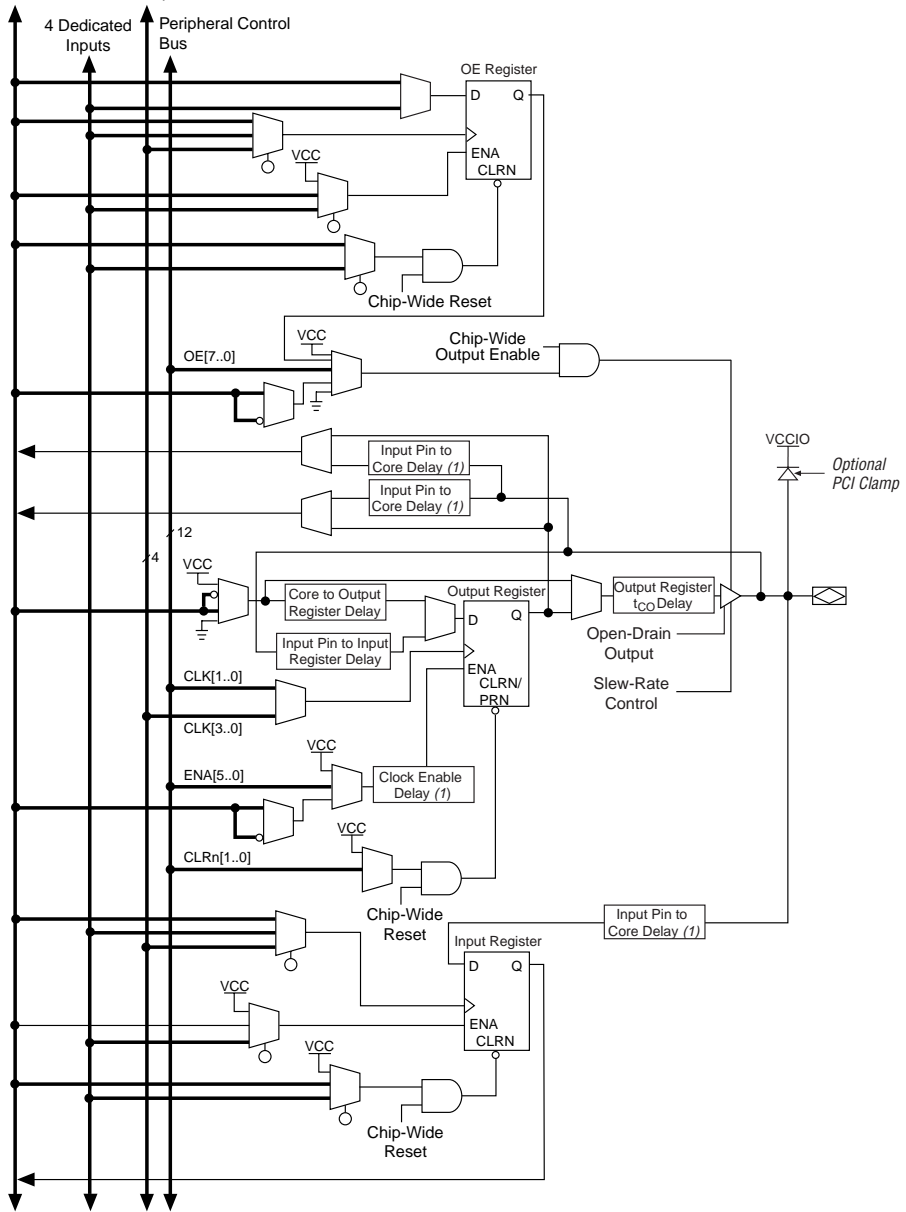 4 Dedicated
Inputs
Peripheral Control
Bus
OE Register
D Q
ENA
CLRN
VCC
Chip-Wide Reset
VCC
OE[7..0]
Chip-Wide
Output Enable
Input Pin to
Core Delay (1)
Input Pin to
Core Delay (1)
VCCIO
Optional
PCI Clamp
12
4
VCC
Core to Output
Register Delay
Input Pin to Input
Register Delay
Output Register
D Q
ENA
CLRN/
PRN
Output Register
tCO Delay
Open-Drain
Output
Slew-Rate
Control
CLK[1..0]
CLK[3..0]
VCC
ENA[5..0]
Clock Enable
Delay (1)
VCC
CLRn[1..0]
Chip-Wide
Reset
Input Pin to
Core Delay (1)
Input Register
D Q
ENA
CLRN
VCC
VCC
Chip-Wide
Reset